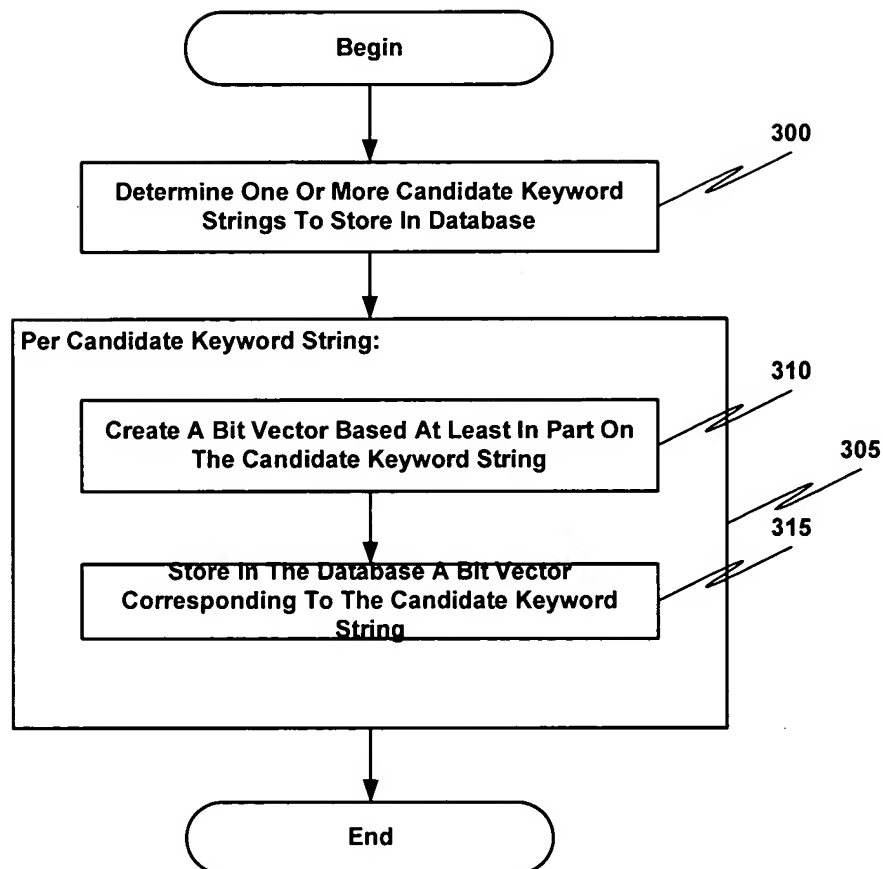 Begin
300
Determine One Or More Candidate Keyword
Strings To Store In Database
Per Candidate Keyword String:
310
Create A Bit Vector Based At Least In Part On
The Candidate Keyword String
305
315
Store In The Database A Bit Vector
Corresponding To The Candidate Keyword
String
End